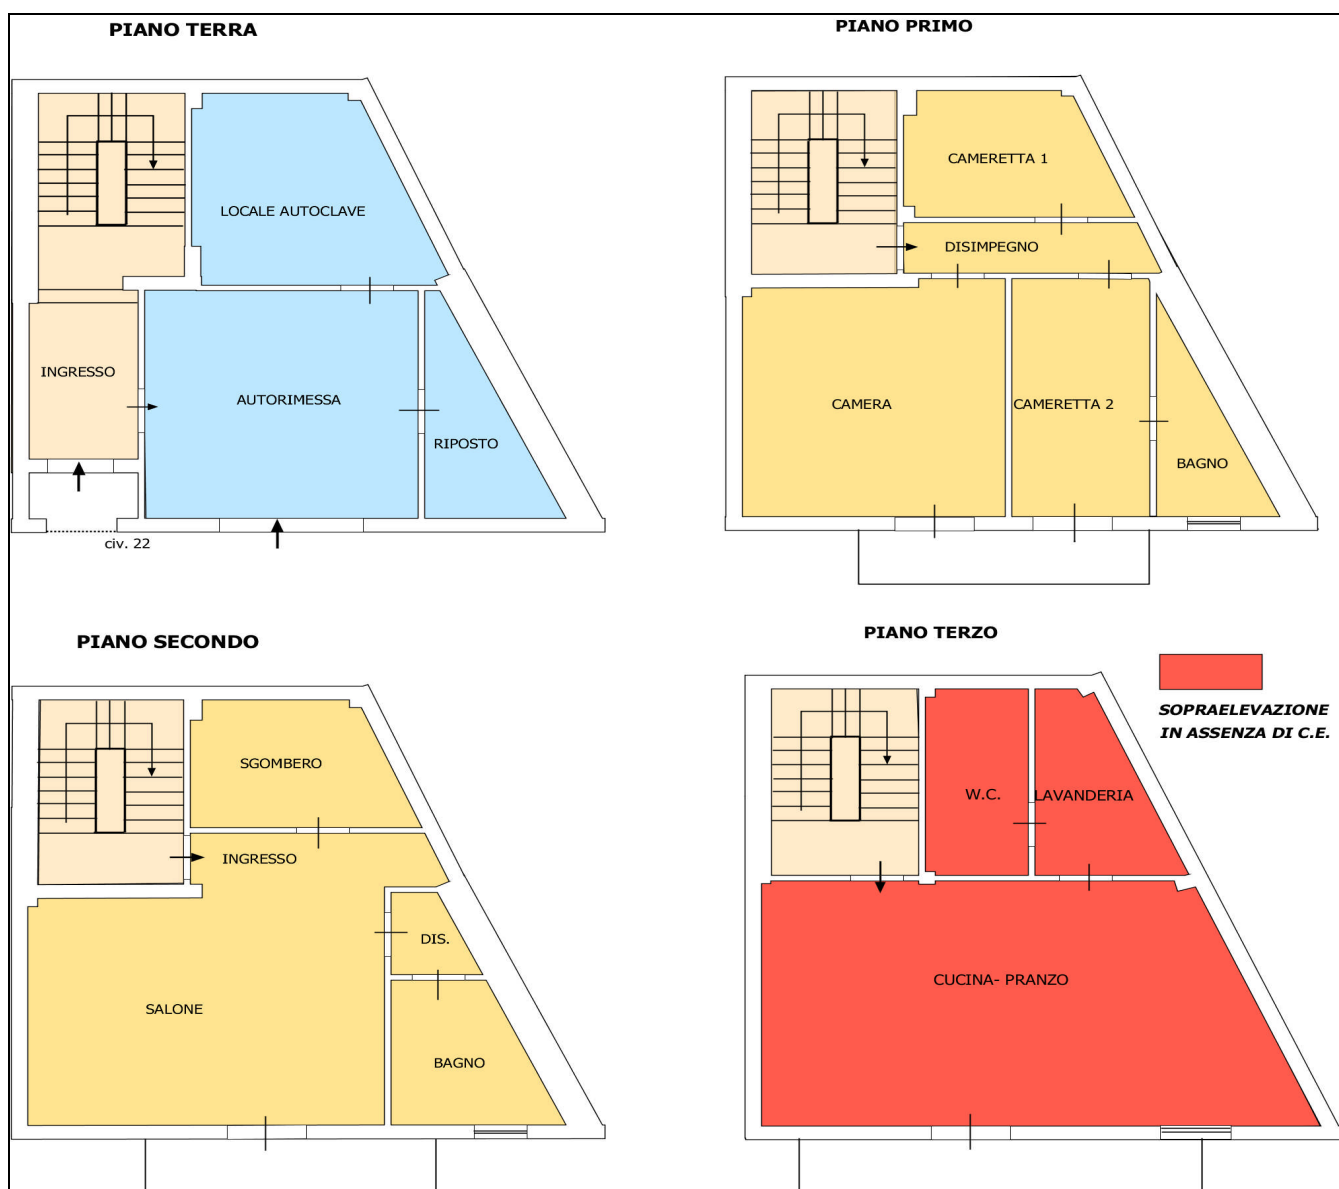 PIANO TERRA
LOCALE AUTOCLAVE
INGRESSO
AUTORIMESSA
RIPOSTO
civ. 22
PIANO PRIMO
CAMERETTA 1
DISIMPEGNO
CAMERA
CAMERETTA 2
BAGNO
PIANO SECONDO
SGOMBERO
INGRESSO
DIS.
SALONE
BAGNO
PIANO TERZO
SOPRAELEVAZIONE
IN ASSENZA DI C.E.
W.C.
LAVANDERIA
CUCINA- PRANZO